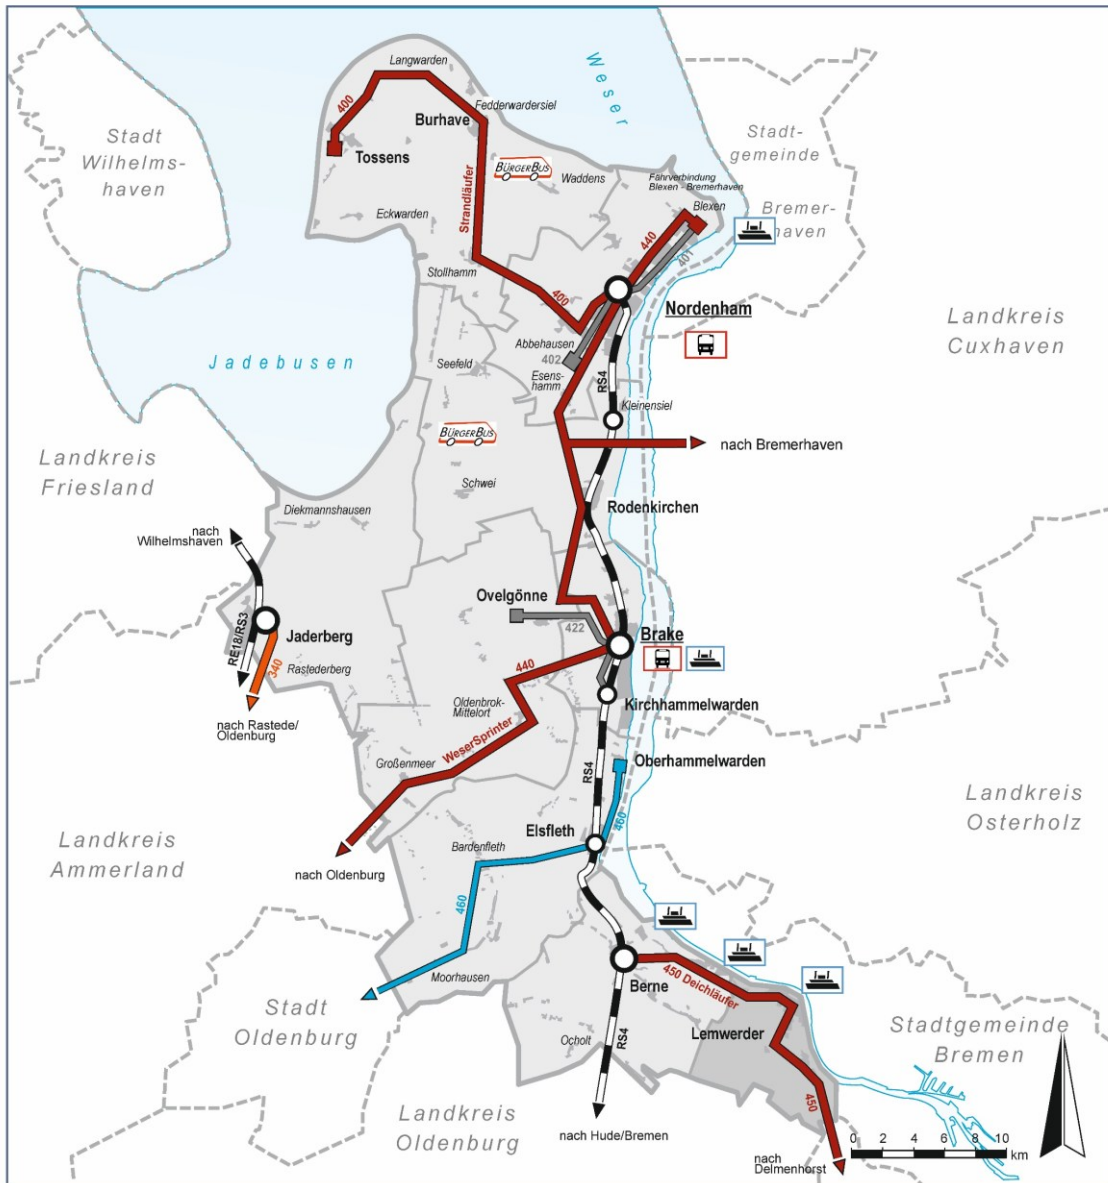 Weser
Langwarden
400
Fedderwardersiel
Burhave
Tossens
BÜRGERBUS
Waddens
Strandläufer
Eckwarden
Stollhamm
400
Stadt
Wilhelms-
haven
Stadt-
gemeinde
Bremer-
haven
Fährverbindung
Blexen - Bremerhaven
Blexen
440
401
Nordenham
Landkreis
Cuxhaven
Jadebusen
Abbehausen
402
Esens-
hamm
RS4
Seefeld
Kleinensiel
BÜRGERBUS
nach Bremerhaven
Landkreis
Friesland
Schwei
Diekmannshausen
Rodenkirchen
nach
Wilhelmshaven
Ovelgönne
422
Brake
Jaderberg
RE18/RS3
340
Rastederberg
nach Rastede/
Oldenburg
440
Oldenbrok-
Mittelort
Kirchhammelwarden
WeserSprinter
Großenmeer
RS4
Oberhammelwarden
460
Landkreis
Osterholz
Elsfleth
Landkreis
Ammerland
Bardenfleth
nach Oldenburg
460
Moorhausen
Stadt
Oldenburg
Berne
450 Deichläufer
Lemwerder
Ocholt
RS4
Stadtgemeinde
Bremen
450
Landkreis
Oldenburg
nach Hude/Bremen
nach
Delmenhorst
0 2 4 6 8 10
km